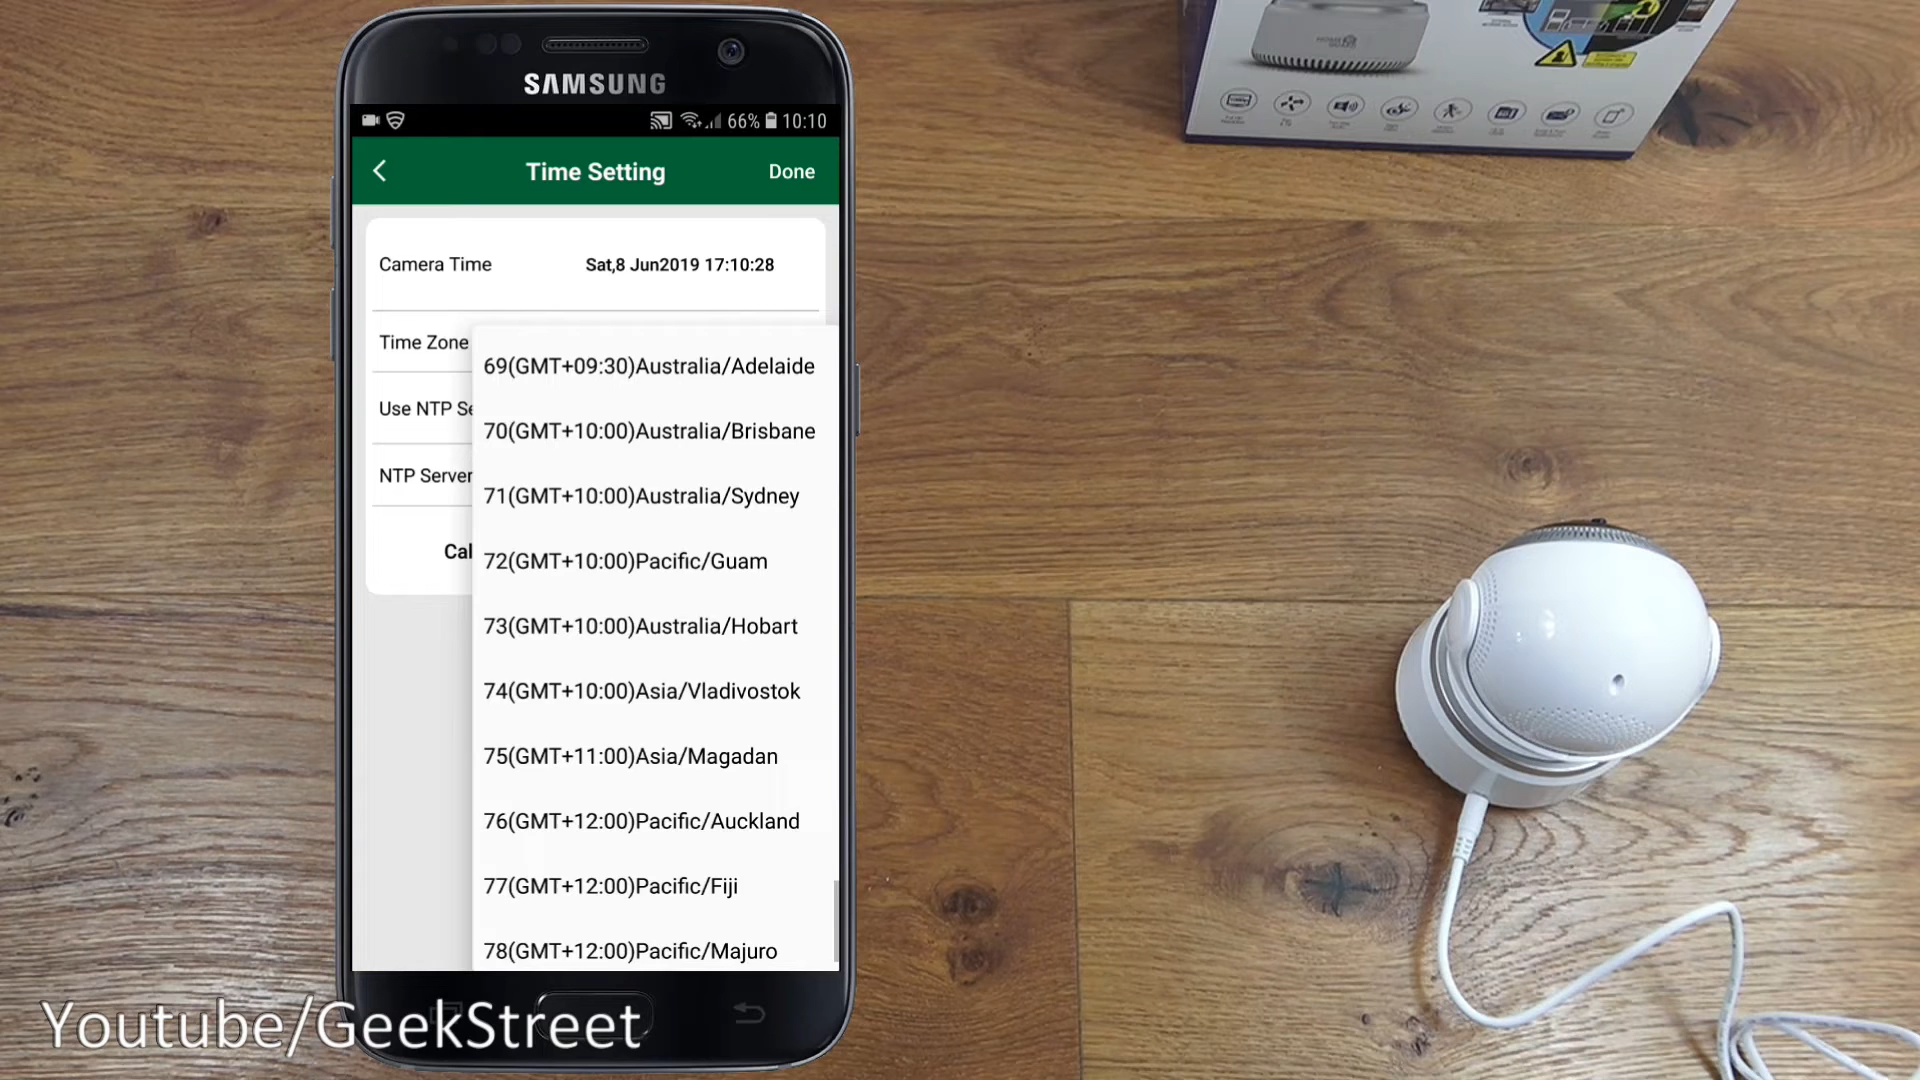 SAMSUNG
66% 10:10
Time Setting
Done
Camera Time
Sat,8 Jun2019 17:10:28
Time Zone
69(GMT+09:30)Australia/Adelaide
Use NTP Se
70(GMT+10:00)Australia/Brisbane
NTP Server
71(GMT+10:00)Australia/Sydney
Cal
72(GMT+10:00)Pacific/Guam
73(GMT+10:00)Australia/Hobart
74(GMT+10:00)Asia/Vladivostok
75(GMT+11:00)Asia/Magadan
76(GMT+12:00)Pacific/Auckland
77(GMT+12:00)Pacific/Fiji
78(GMT+12:00)Pacific/Majuro
Youtube/GeekStreet